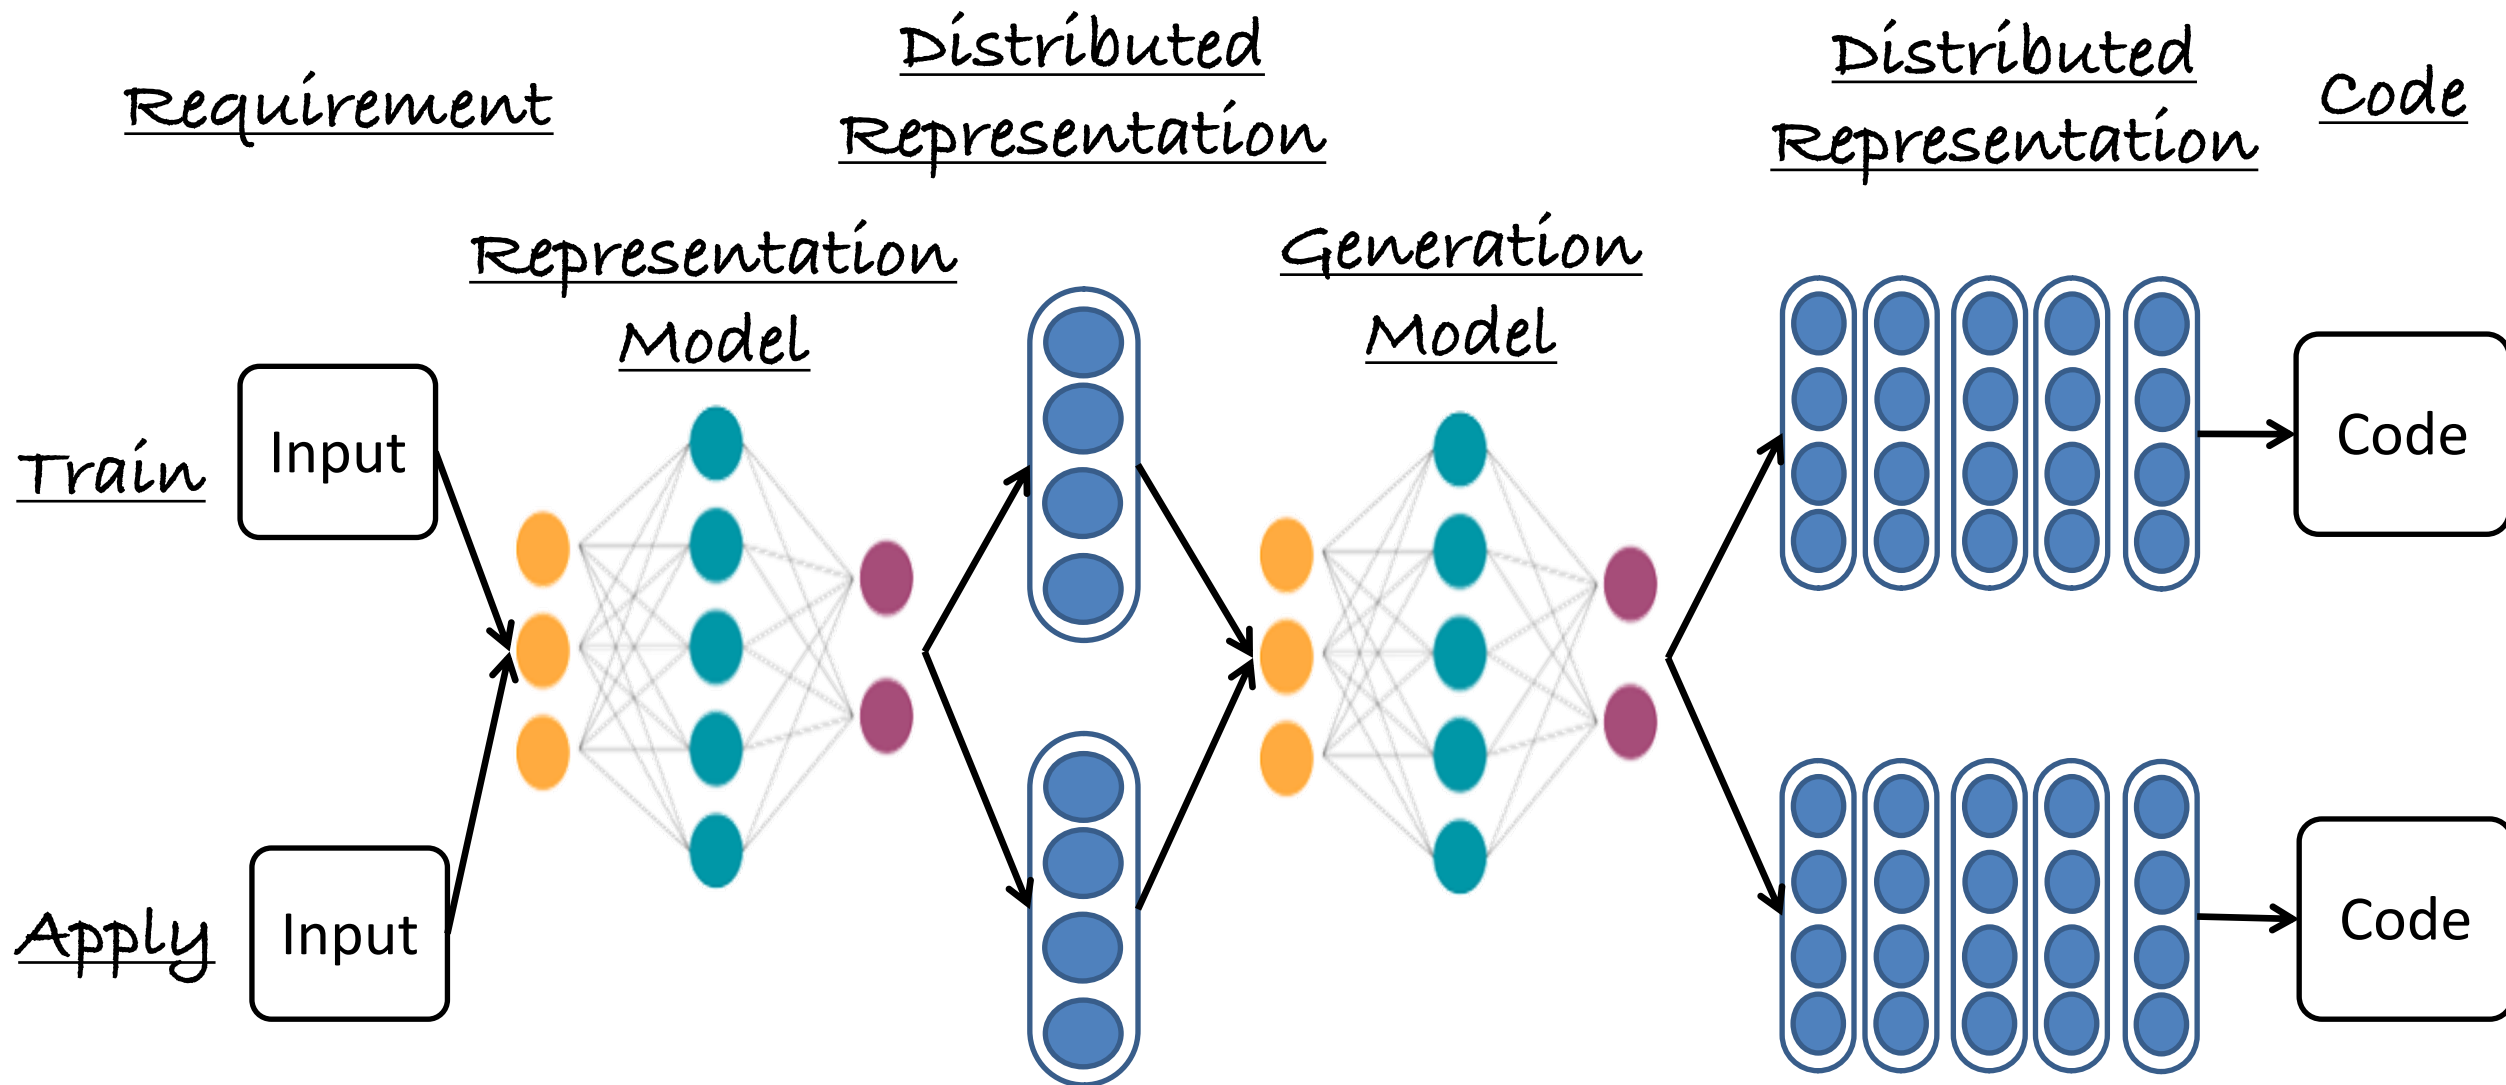 Requirement
Distributed
Representation
Distributed
Representation
Code
Representation
Model
Generation
Model
Train
Input
Code
Apply
Input
Code